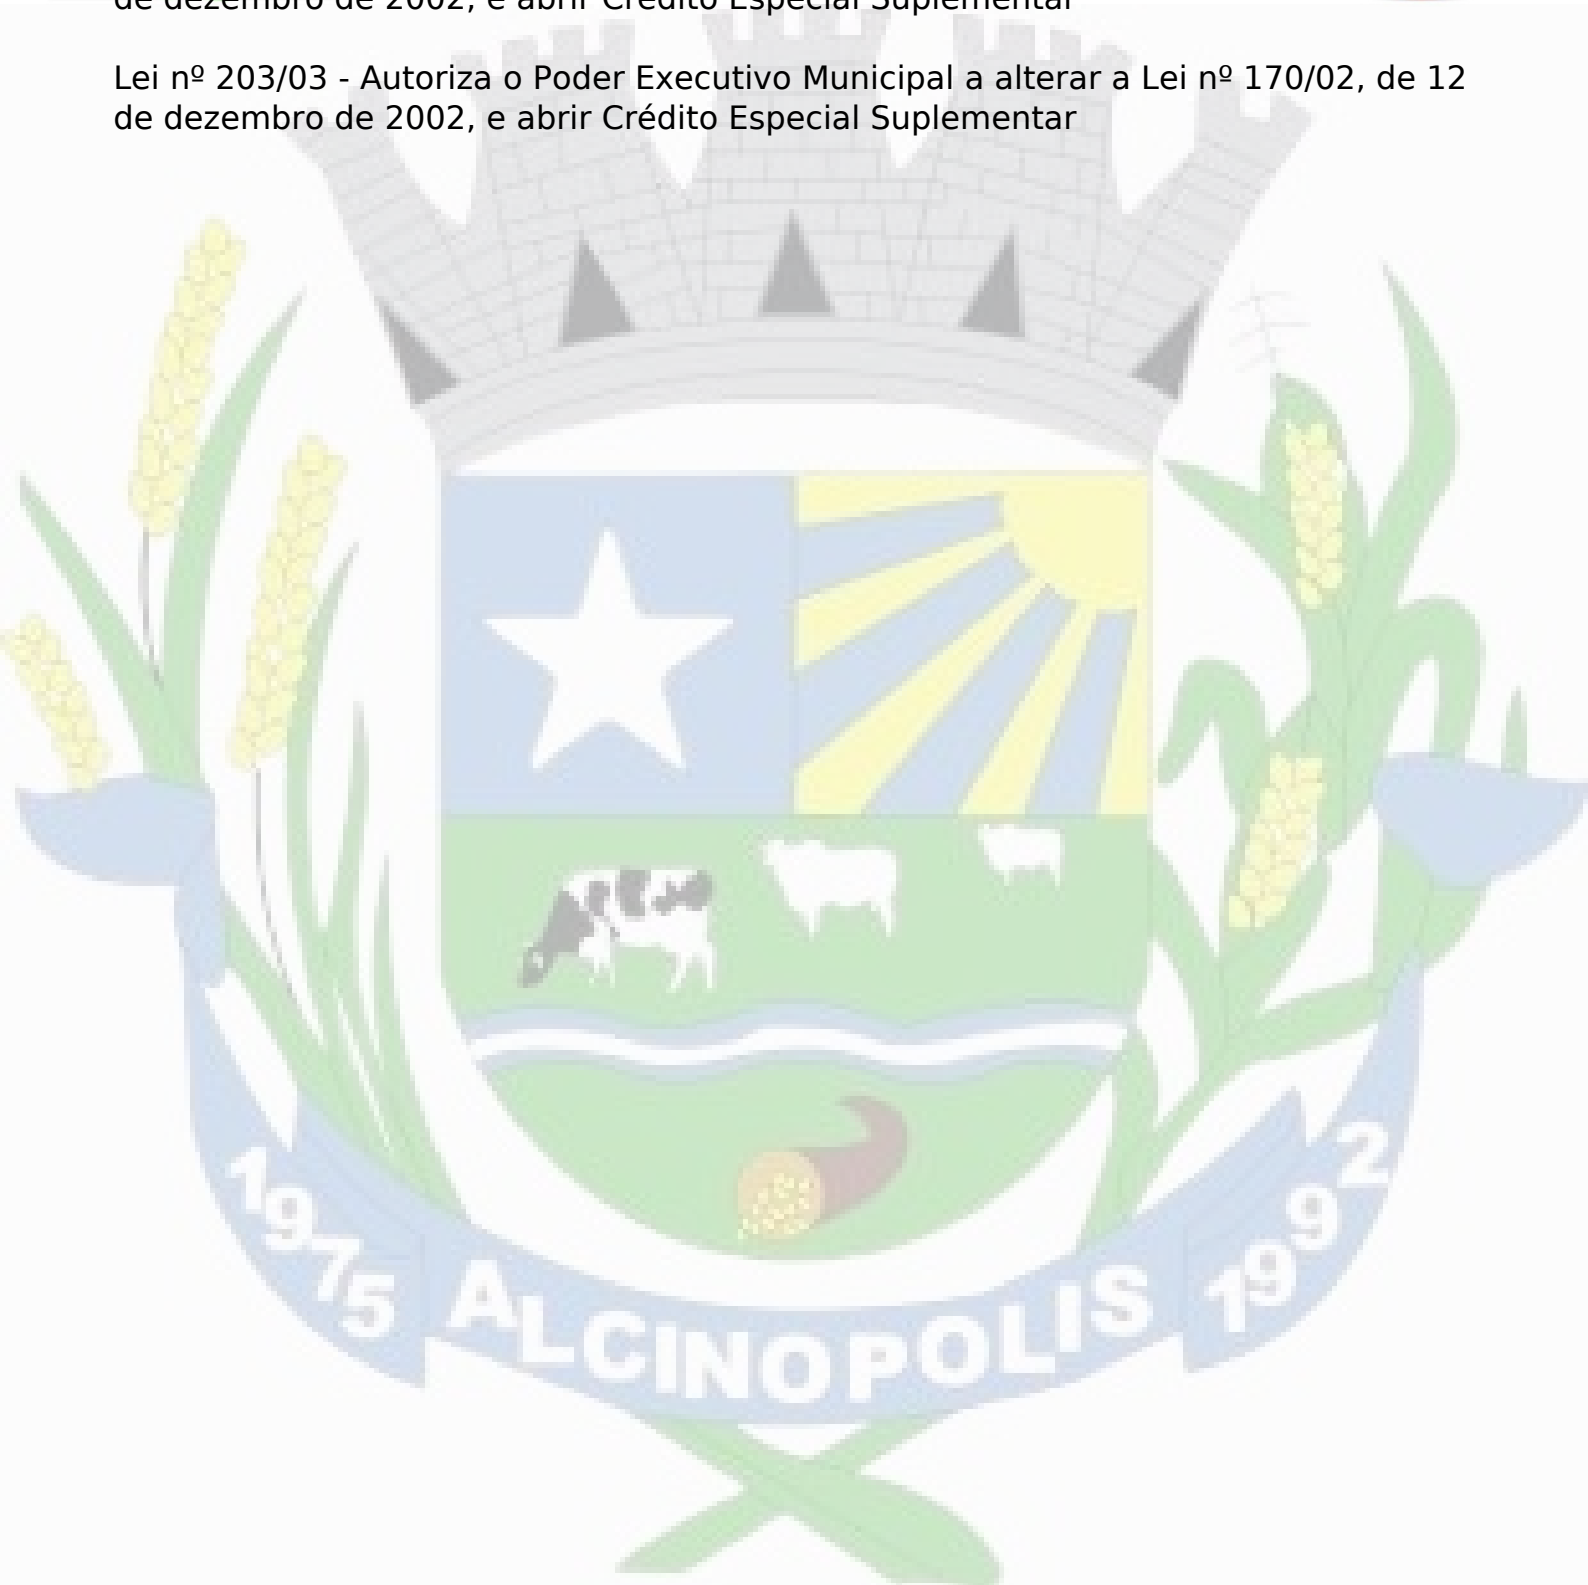 de dezembro de 2002, e abrir Crédito Especial Suplementar
Lei nº 203/03 - Autoriza o Poder Executivo Municipal a alterar a Lei nº 170/02, de 12
de dezembro de 2002, e abrir Crédito Especial Suplementar
1975 ALCINOPOLIS 1992